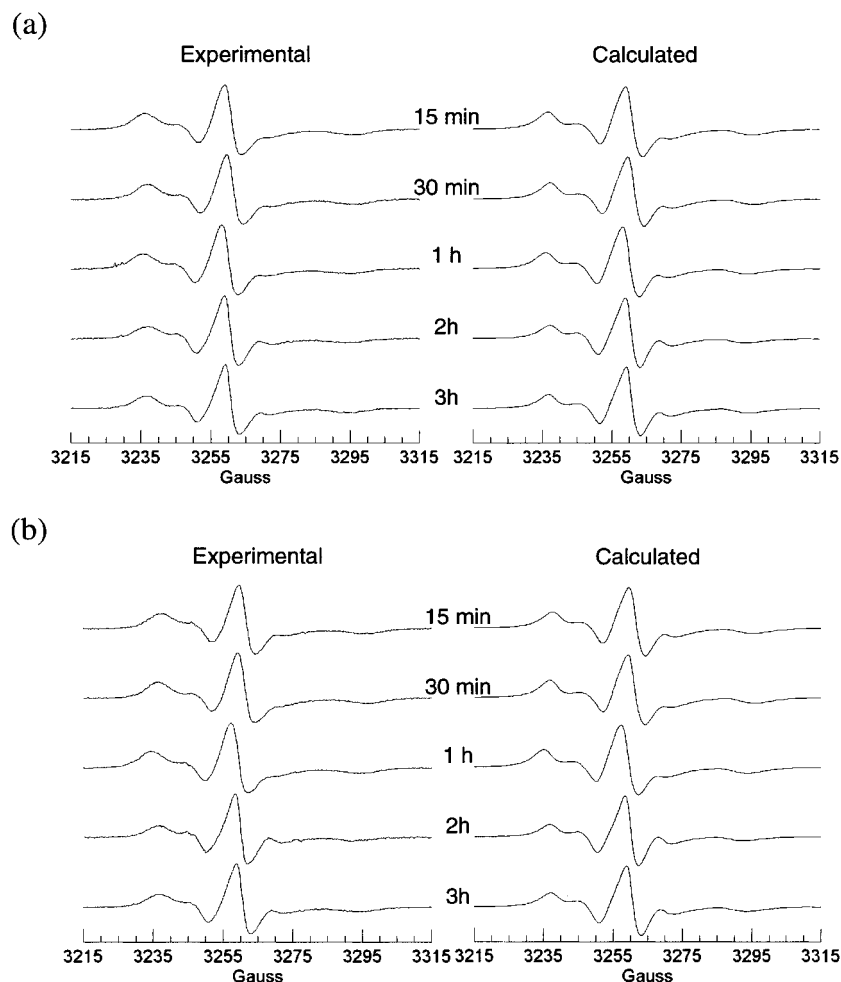 (a)
Experimental Calculated
15 min
30 min
1 h
2h
3h
3215 3235 3255 3275 3295 3315 3215 3235 3255 3275 3295 3315
Gauss Gauss
(b)
Experimental Calculated
15 min
30 min
1 h
2h
3h
3215 3235 3255 3275 3295 3315 3215 3235 3255 3275 3295 3315
Gauss Gauss